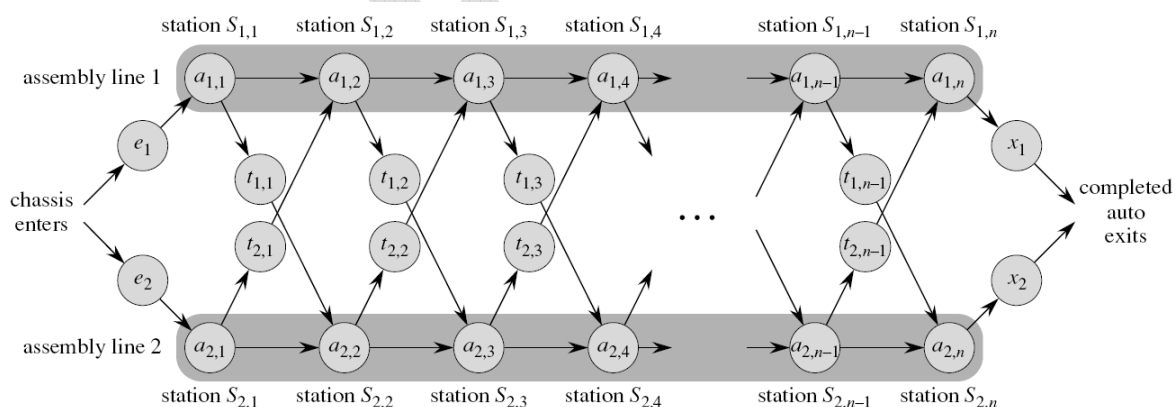 station S1,1 station S1,2 station S1,3 station S1,4 station S1,n−1 station S1,n
assembly line 1 a1,1 a1,2 a1,3 a1,4 a1,n−1 a1,n
e1 x1
t1,1 t1,2 t1,3 t1,n−1
chassis
enters
completed
auto
exits
...
t2,1 t2,2 t2,3 t2,n−1
e2 x2
assembly line 2 a2,1 a2,2 a2,3 a2,4 a2,n−1 a2,n
station S2,1 station S2,2 station S2,3 station S2,4 station S2,n−1 station S2,n